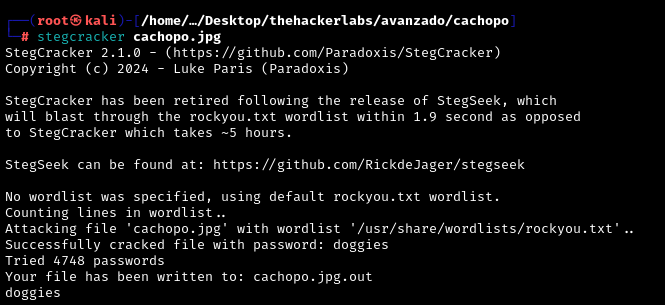 ┌──(root㉿kali)-[/home/…/Desktop/thehackerlabs/avanzado/cachopo]
└─# stegcracker cachopo.jpg
StegCracker 2.1.0 - (https://github.com/Paradoxis/StegCracker)
Copyright (c) 2024 - Luke Paris (Paradoxis)
StegCracker has been retired following the release of StegSeek, which
will blast through the rockyou.txt wordlist within 1.9 second as opposed
to StegCracker which takes ~5 hours.
StegSeek can be found at: https://github.com/RickdeJager/stegseek
No wordlist was specified, using default rockyou.txt wordlist.
Counting lines in wordlist..
Attacking file 'cachopo.jpg' with wordlist '/usr/share/wordlists/rockyou.txt'..
Successfully cracked file with password: doggies
Tried 4748 passwords
Your file has been written to: cachopo.jpg.out
doggies